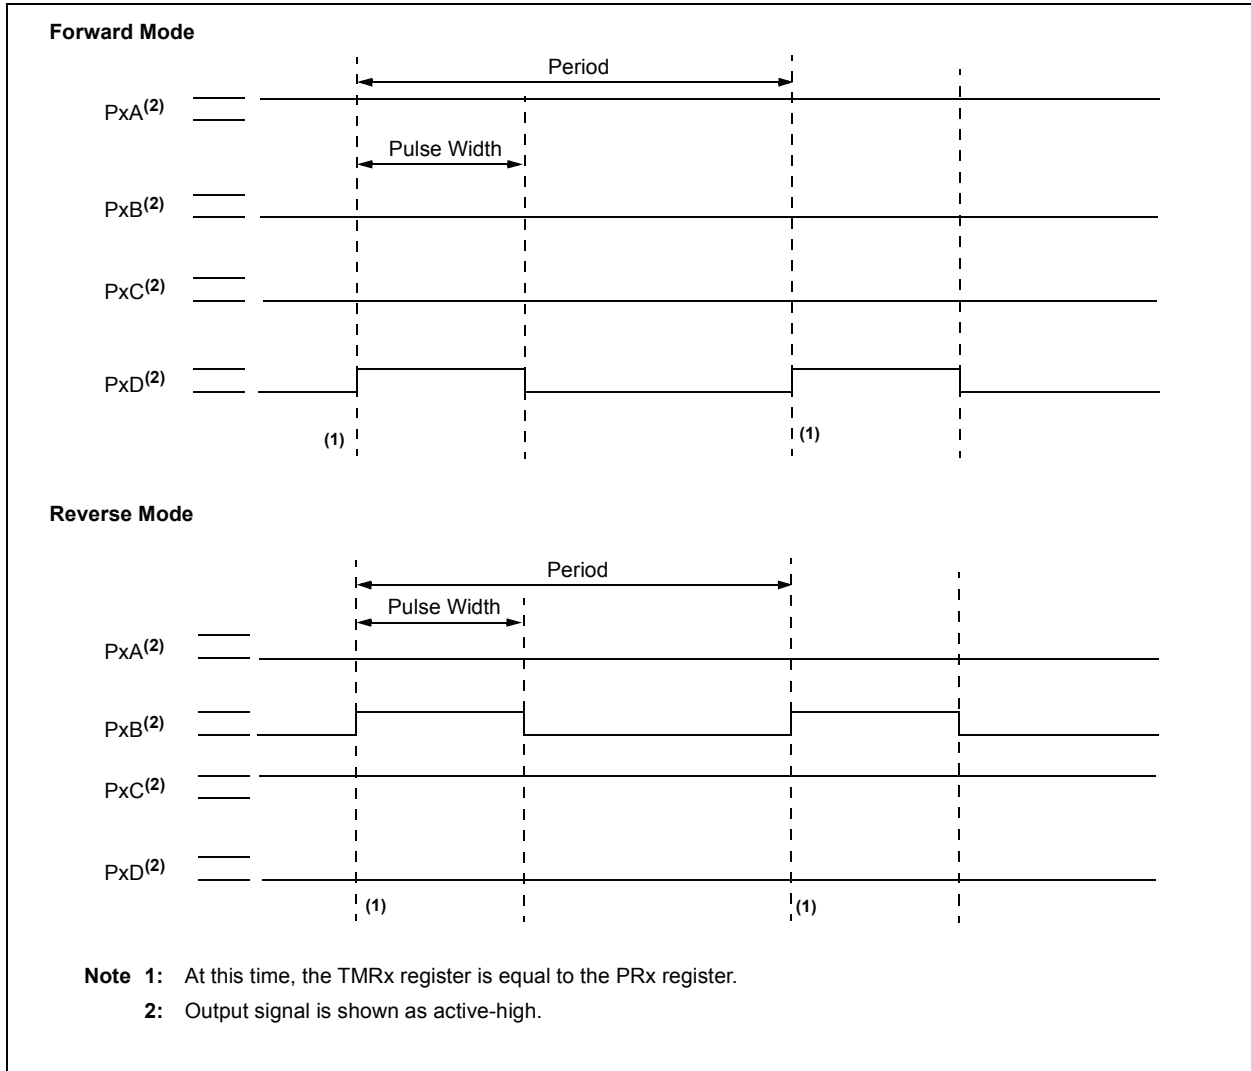 Forward Mode
Period
PxA(2)
Pulse Width
PxB(2)
PxC(2)
PxD(2)
(1)
(1)
Reverse Mode
Period
Pulse Width
PxA(2)
PxB(2)
PxC(2)
PxD(2)
(1)
(1)
Note 1: At this time, the TMRx register is equal to the PRx register.
2: Output signal is shown as active-high.